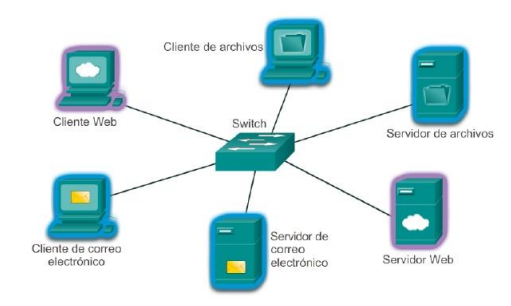 Cliente de archivos
Cliente Web
Switch
Servidor de archivos
Cliente de correo
electrónico
Servidor de
correo
electrónico
Servidor Web